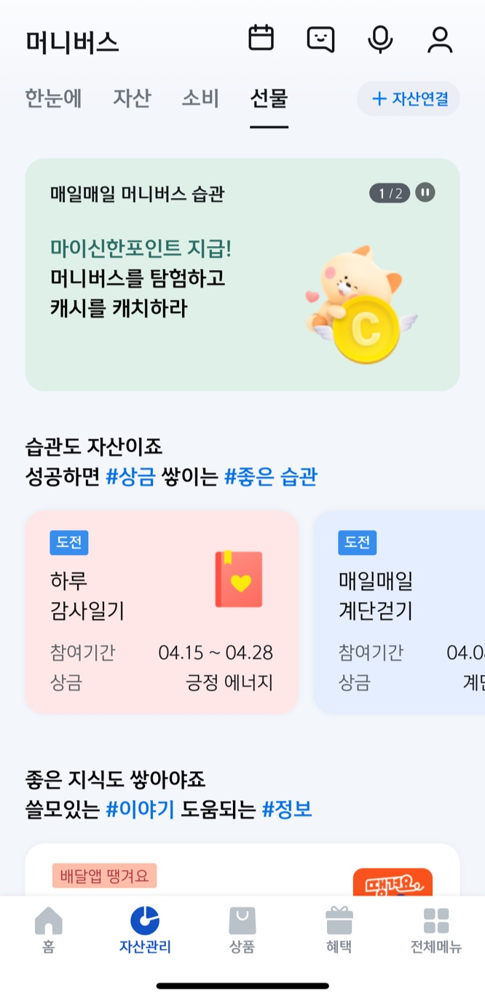 머니버스
한눈에 자산 소비 선물 + 자산연결
매일매일 머니버스 습관 1/2
마이신한포인트 지급!
머니버스를 탐험하고
캐시를 캐치하라
C
습관도 자산이죠
성공하면 #상금 쌓이는 #좋은 습관
도전
하루
감사일기
참여기간 04.15 ~ 04.28
상금 긍정 에너지
도전
매일매일
계단걷기
참여기간 04.0
상금
좋은 지식도 쌓아야죠
쓸모있는 #이야기 도움되는 #정보
배달앱 땡겨요
땡겨요
홈 자산관리 상품 혜택 전체메뉴